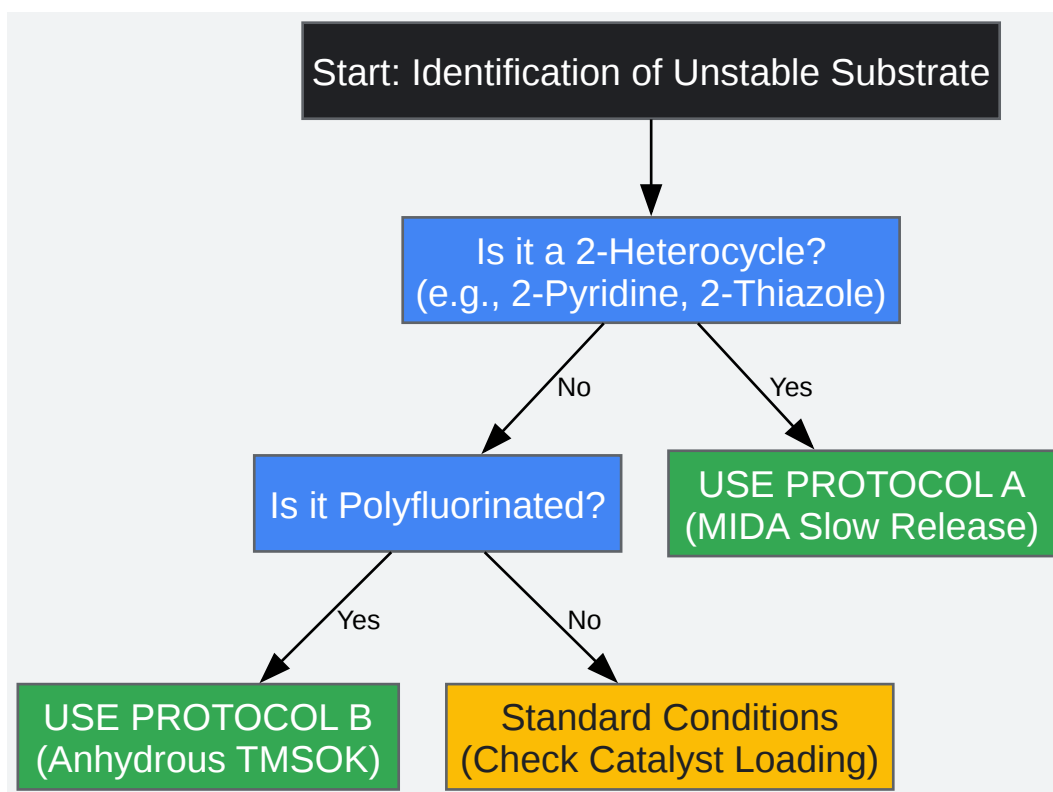 Start: Identification of Unstable Substrate
Is it a 2-Heterocycle?
(e.g., 2-Pyridine, 2-Thiazole)
No
Yes
Is it Polyfluorinated?
USE PROTOCOL A
(MIDA Slow Release)
Yes
No
USE PROTOCOL B
(Anhydrous TMSOK)
Standard Conditions
(Check Catalyst Loading)